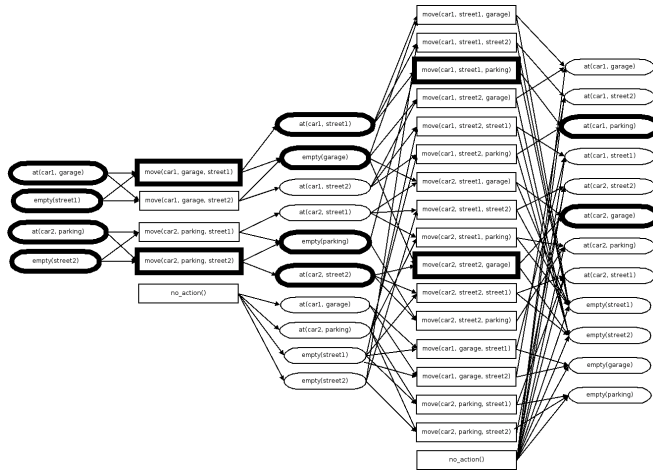 at(car1, garage)
empty(street1)
at(car2, parking)
empty(street2)
move(car1, garage, street1)
move(car1, garage, street2)
move(car2, parking, street1)
move(car2, parking, street2)
no_action()
at(car1, street1)
empty(garage)
at(car1, street2)
at(car2, street1)
empty(parking)
at(car2, street2)
at(car1, garage)
at(car2, parking)
empty(street1)
empty(street2)
move(car1, street1, garage)
move(car1, street1, street2)
move(car1, street1, parking)
move(car1, street2, garage)
move(car1, street2, street1)
move(car1, street2, parking)
move(car2, street1, garage)
move(car2, street1, street2)
move(car2, street1, parking)
move(car2, street2, garage)
move(car2, street2, street1)
move(car2, street2, parking)
move(car1, garage, street1)
move(car1, garage, street2)
move(car2, parking, street1)
move(car2, parking, street2)
no_action()
at(car1, garage)
at(car1, street2)
at(car1, parking)
at(car1, street1)
at(car2, street2)
at(car2, garage)
at(car2, parking)
at(car2, street1)
empty(street1)
empty(street2)
empty(garage)
empty(parking)